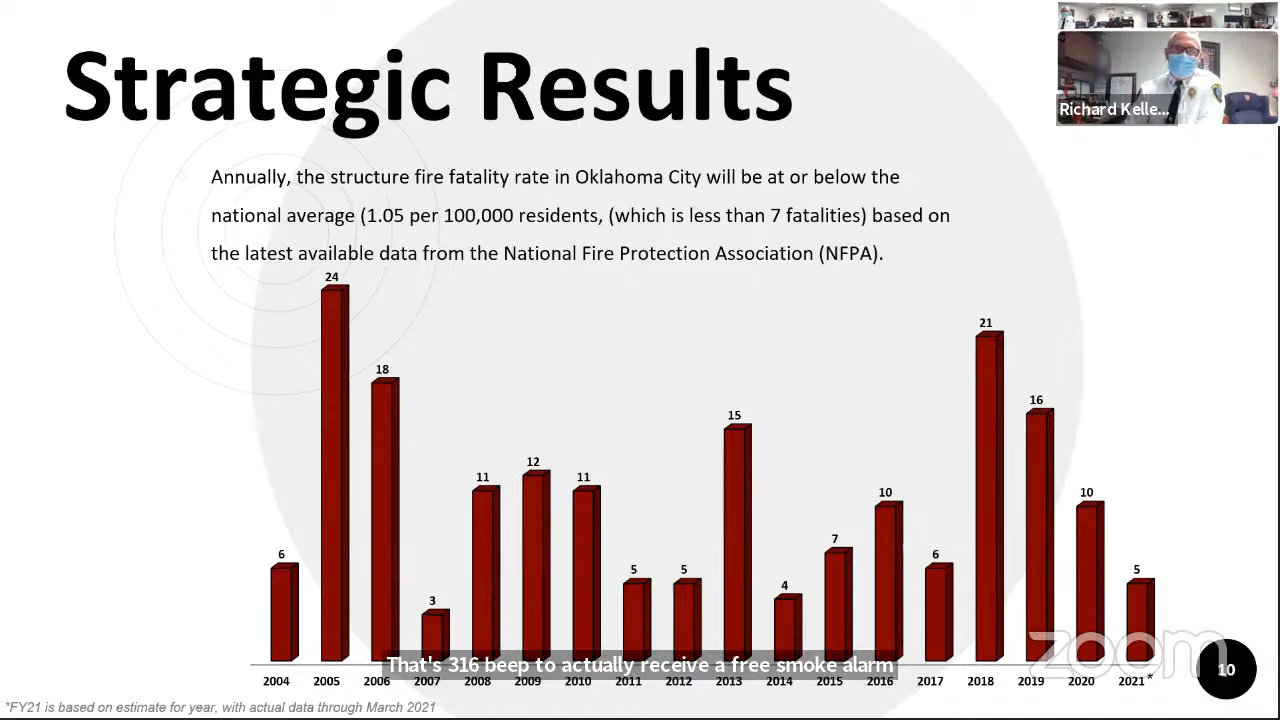 Strategic Results
Richard Kelle...
Annually, the structure fire fatality rate in Oklahoma City will be at or below the
national average (1.05 per 100,000 residents, (which is less than 7 fatalities) based on
the latest available data from the National Fire Protection Association (NFPA).
24
21
18
16
15
12
11
11
10
10
7
6
6
5
5
5
4
3
zoom
That's 316 beep to actually receive a free smoke alarm
10
2004 2005 2006 2007 2008 2009 2010 2011 2012 2013 2014 2015 2016 2017 2018 2019 2020 2021*
*FY21 is based on estimate for year, with actual data through March 2021